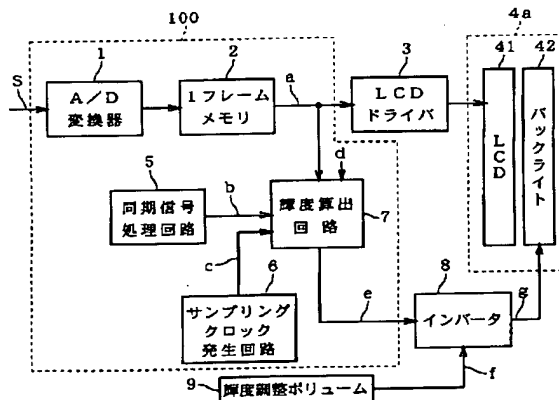 100
4a
1
2
3
41
42
S
A/D
変換器
1フレーム
メモリ
a
LCD
ドライバ
LCD
バックライト
d
5
同期信号
処理回路
b
輝度算出
回路
7
c
6
サンプリング
クロック
発生回路
e
8
インバータ
g
f
9
輝度調整ボリューム